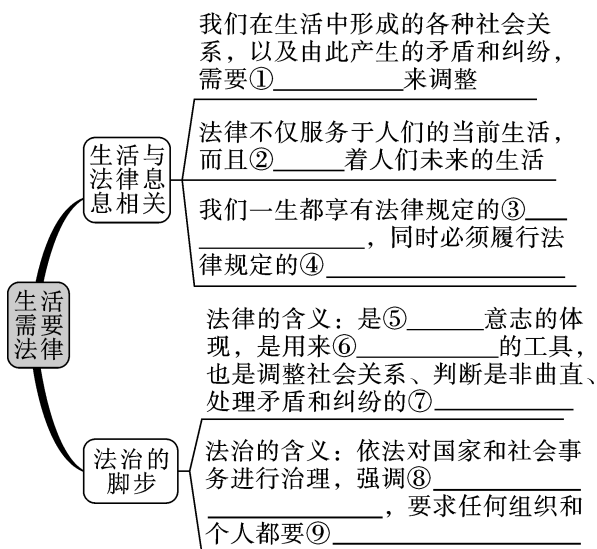 我们在生活中形成的各种社会关
系，以及由此产生的矛盾和纠纷，
需要①__________来调整
法律不仅服务于人们的当前生活，
而且②______着人们未来的生活
生活与
法律息
息相关
我们一生都享有法律规定的③___
______________，同时必须履行法
律规定的④____________________
生活
需要
法律
法律的含义：是⑤______意志的体
现，是用来⑥____________的工具，
也是调整社会关系、判断是非曲直、
处理矛盾和纠纷的⑦____________
法治的
脚步
法治的含义：依法对国家和社会事
务进行治理，强调⑧____________
______________，要求任何组织和
个人都要⑨____________________